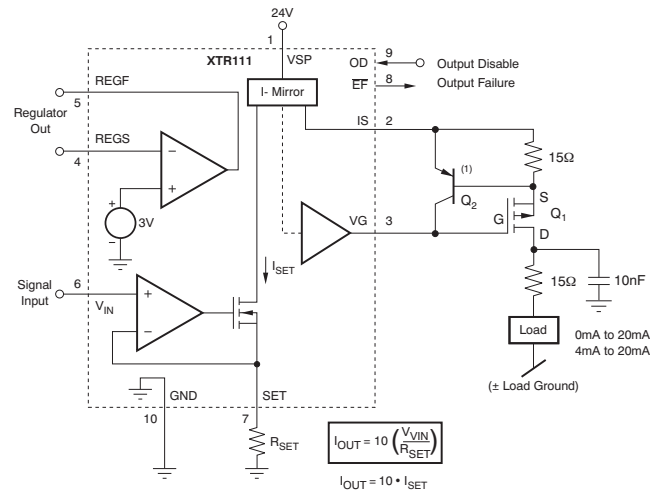 24V
1
XTR111
VSP
OD
9
Output Disable
EF
8
Output Failure
REGF
5
I- Mirror
IS
2
Regulator
Out
REGS
4
(1)
15Ω
Q2
S
Q1
G
D
+
3V
−
−
+
VG
3
ISET
Signal
Input
6
VIN
+
−
15Ω
10nF
Load
0mA to 20mA
4mA to 20mA
(± Load Ground)
GND
10
SET
7
RSET
IOUT = 10 (VVIN/RSET)
IOUT = 10 • ISET